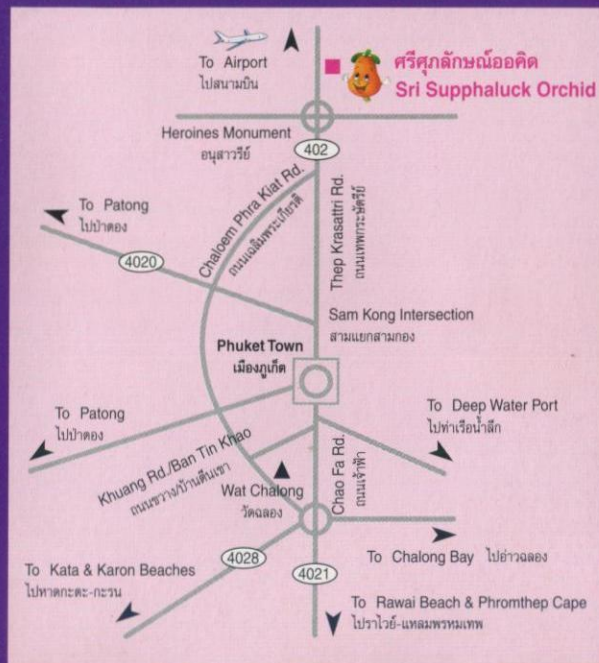 To Airport
ไปสนามบิน
ศรีศุภลักษณ์ออคิด
Sri Supphaluck Orchid
Heroines Monument
อนุสาวรีย์
402
Chaloem Phra Kiat Rd.
ถนนเฉลิมพระเกียรติ
Thep Krasattri Rd.
ถนนเทพกระษัตรีย์
To Patong
ไปป่าตอง
4020
Sam Kong Intersection
สามแยกสามกอง
Phuket Town
เมืองภูเก็ต
To Patong
ไปป่าตอง
To Deep Water Port
ไปท่าเรือน้ำลึก
Khuang Rd./Ban Tin Khao
ถนนขวาง/บ้านตีนเขา
Wat Chalong
วัดฉลอง
Chao Fa Rd.
ถนนเจ้าฟ้า
To Chalong Bay ไปอ่าวฉลอง
4028
4021
To Kata & Karon Beaches
ไปหาดกะตะ-กะรน
To Rawai Beach & Phromthep Cape
ไปราไวย์-แหลมพรหมเทพ